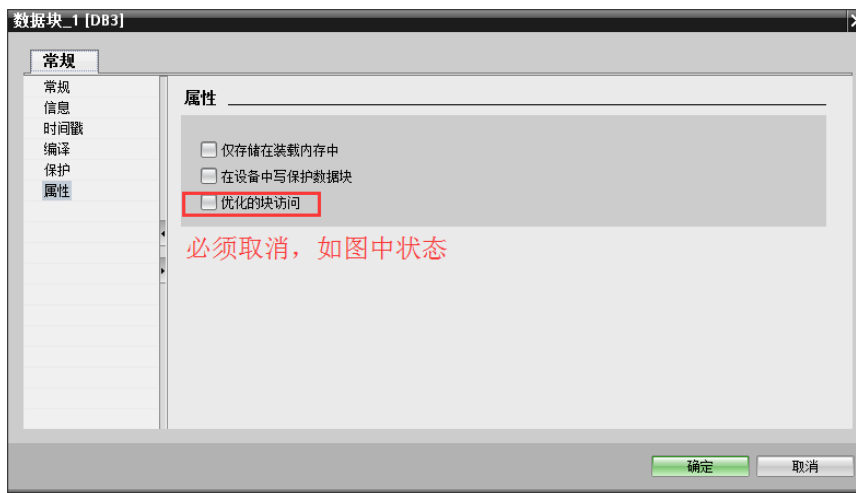 数据块_1 [DB3]
常规
常规
信息
时间戳
编译
保护
属性
属性
仅存储在装载内存中
在设备中写保护数据块
优化的块访问
必须取消，如图中状态
确定
取消